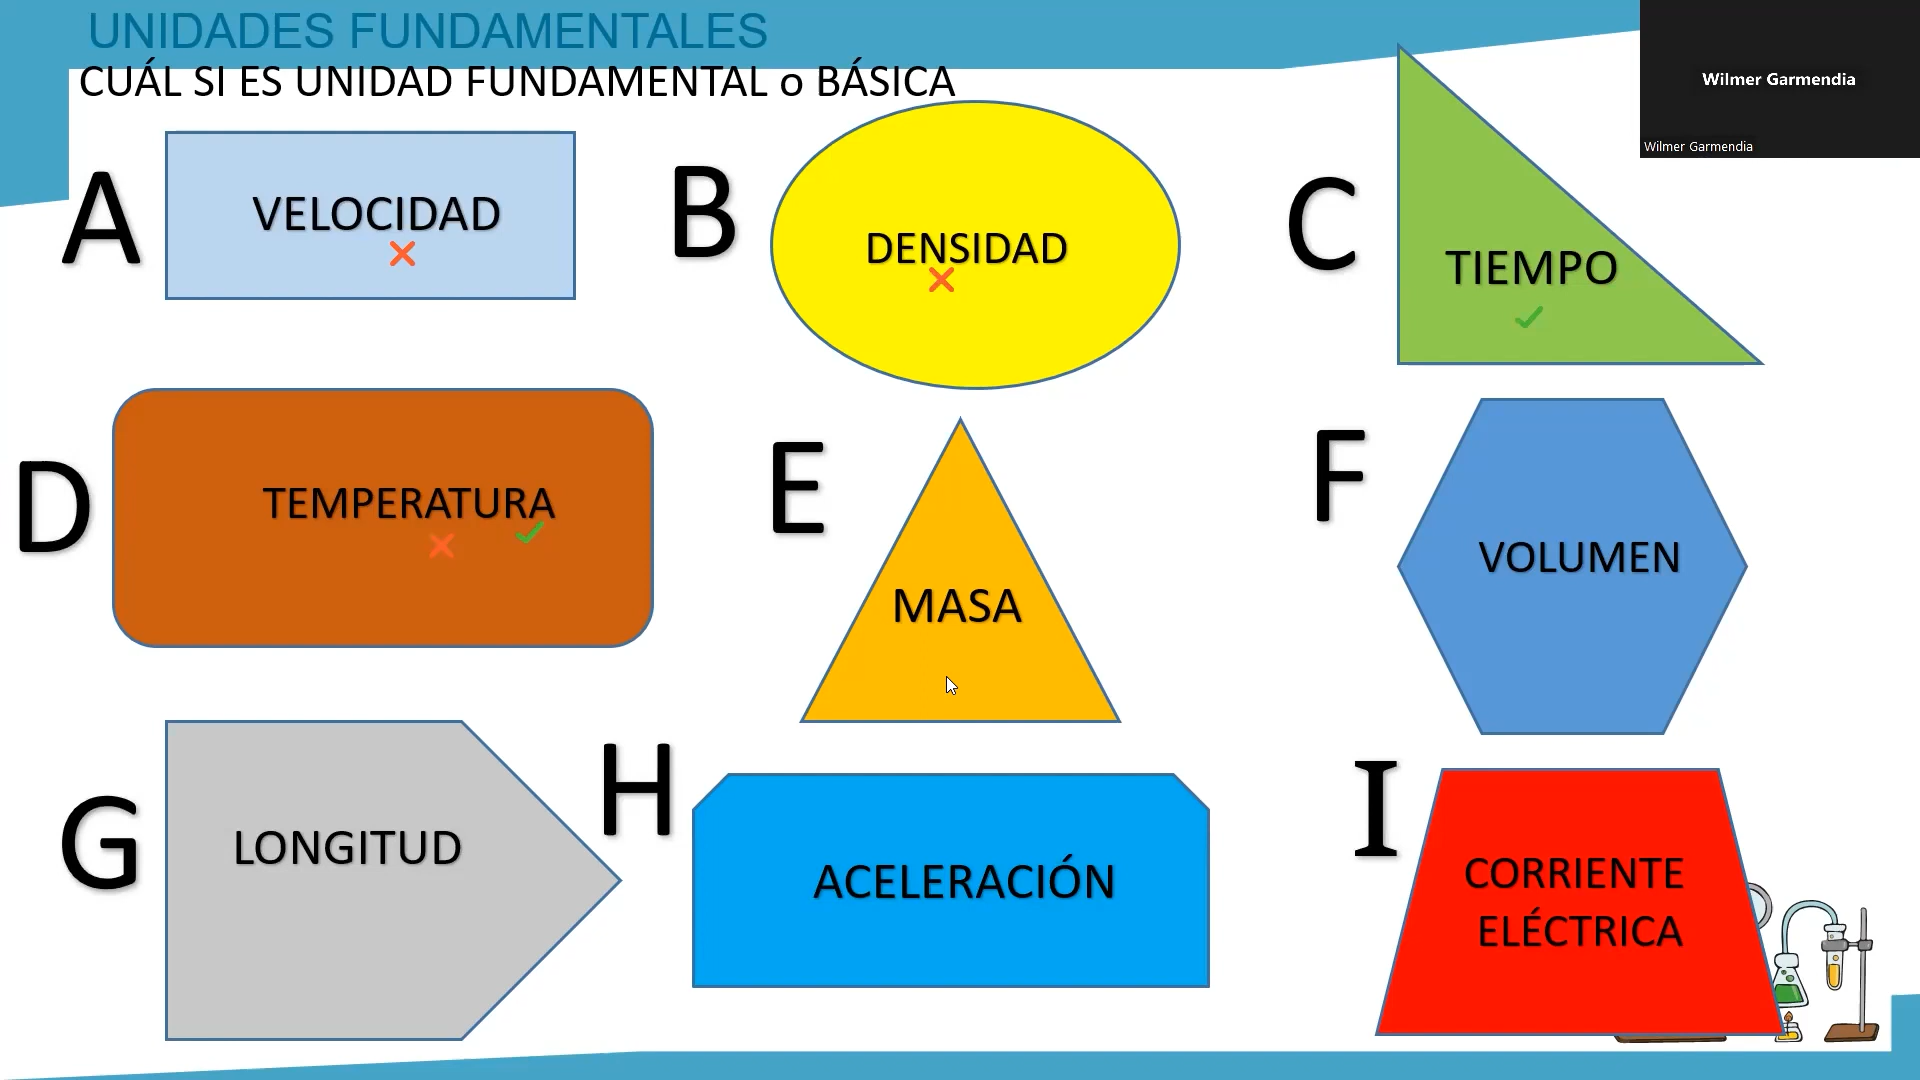 UNIDADES FUNDAMENTALES
CUÁL SI ES UNIDAD FUNDAMENTAL o BÁSICA
Wilmer Garmendia
Wilmer Garmendia
A
VELOCIDAD
B
DENSIDAD
C
TIEMPO
D
TEMPERATURA
E
MASA
F
VOLUMEN
G
LONGITUD
H
ACELERACIÓN
I
CORRIENTE
ELÉCTRICA